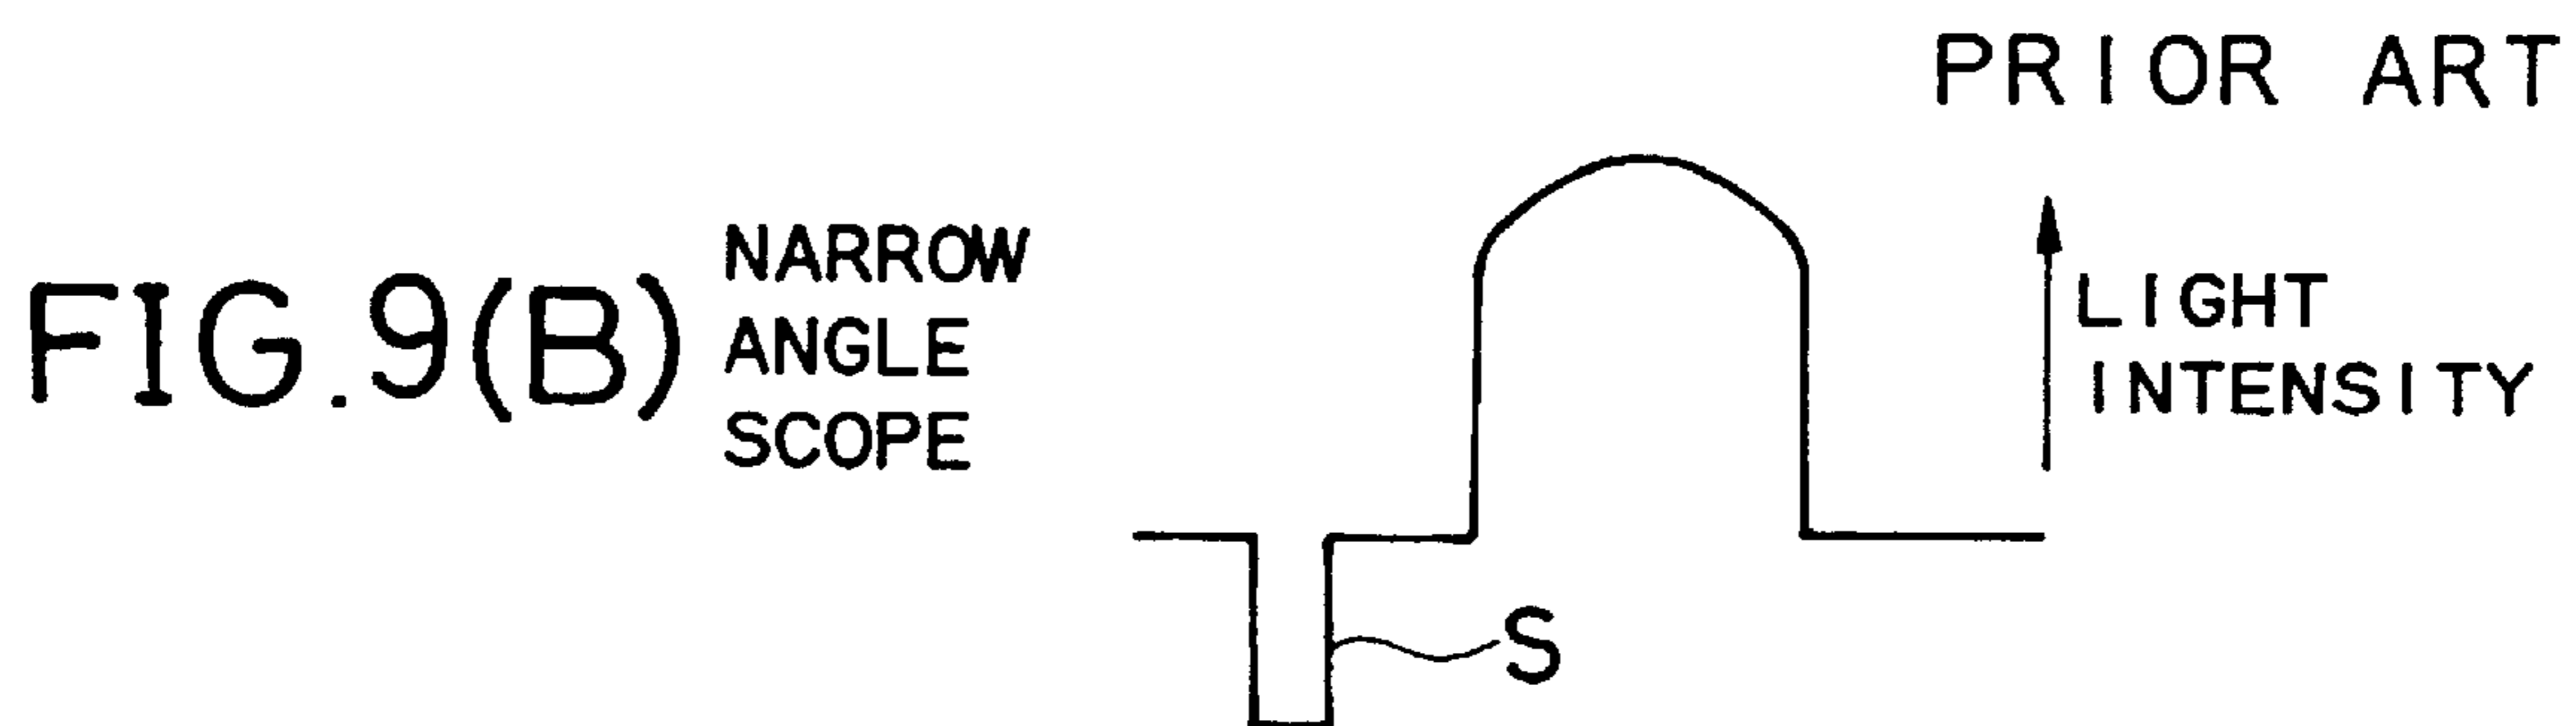 PRIOR ART
FIG.9(B)
NARROW
ANGLE
SCOPE
LIGHT
INTENSITY
S